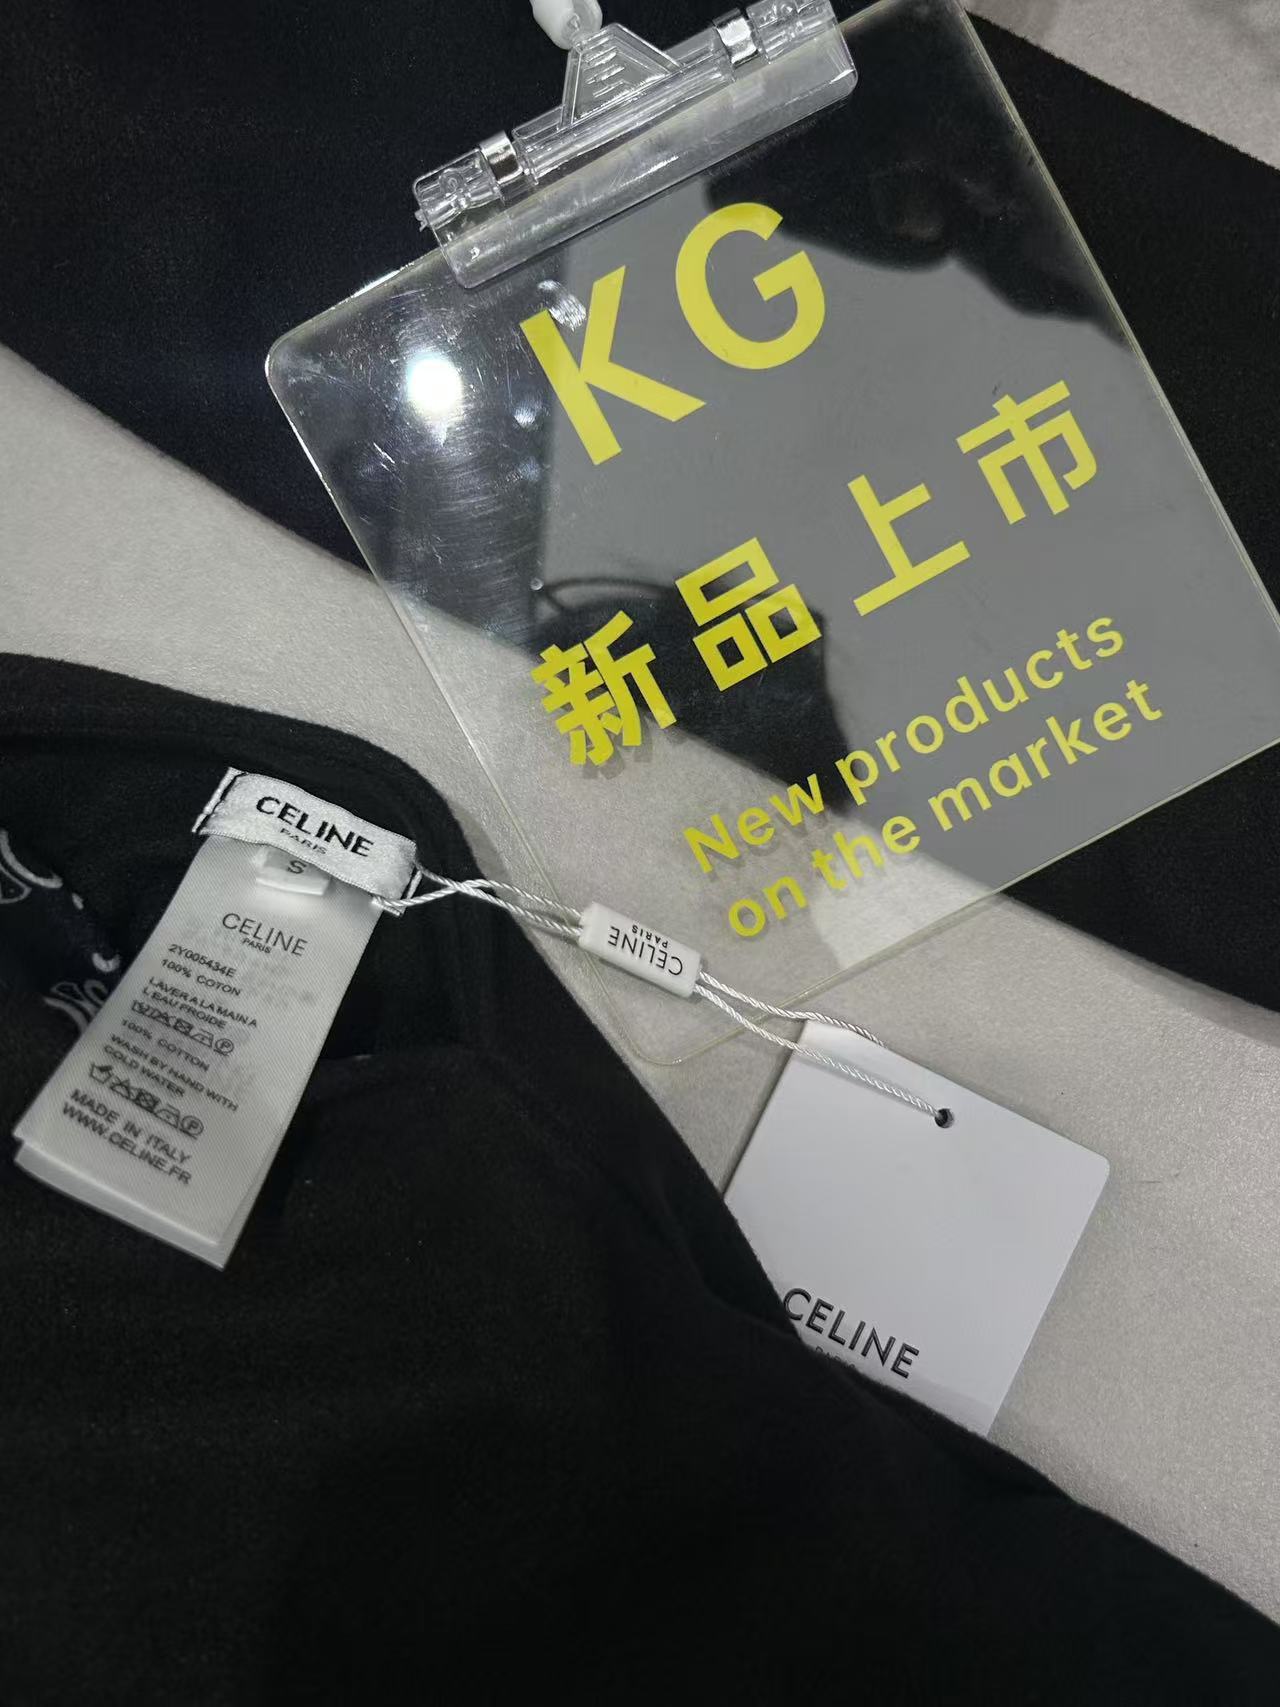 KG
新品上市
New products
on the market
CELINE
PARIS
S
CELINE
PARIS
2Y005434E
100% COTON
LAVER A LA MAIN A
L'EAU FROIDE
100% COTTON
WASH BY HAND WITH
COLD WATER
MADE IN ITALY
WWW.CELINE.FR
CELINE
PARIS
CELINE
PARIS